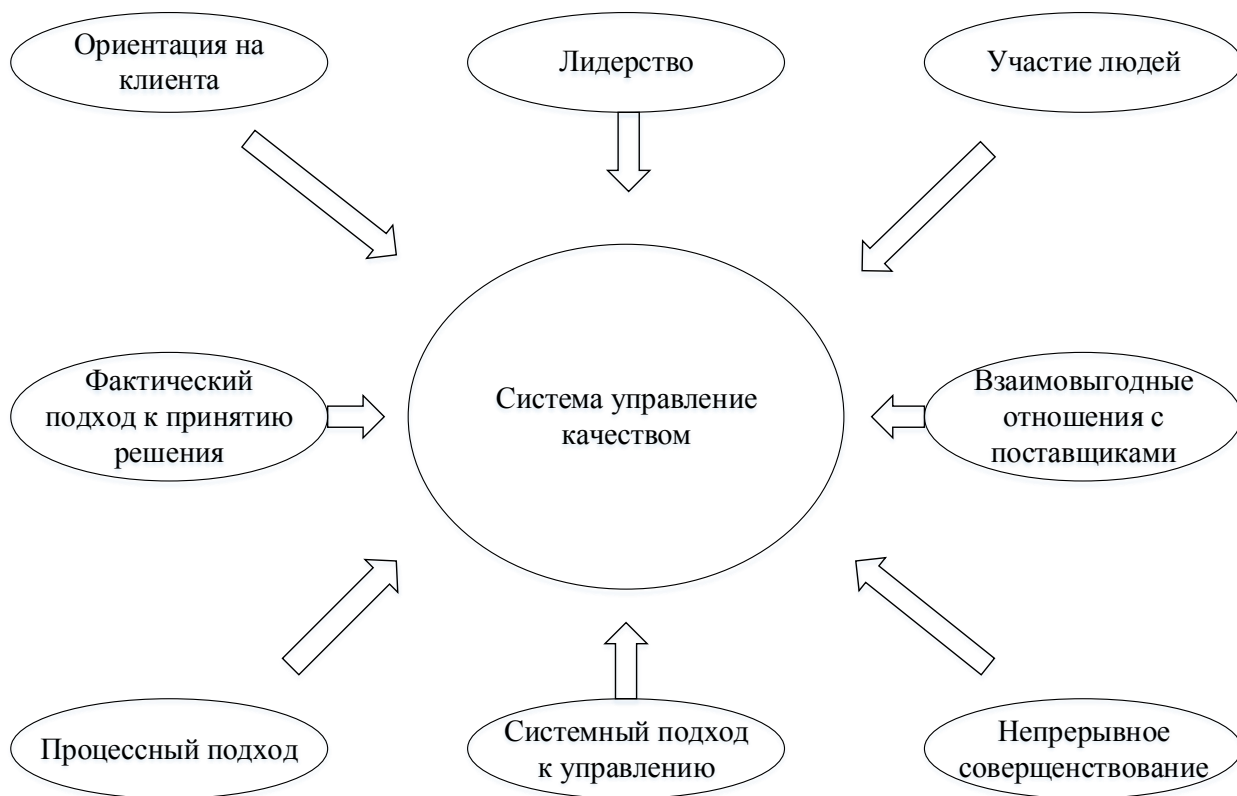 Ориентация на
клиента
Лидерство
Участие людей
Фактический
подход к принятию
решения
Система управление
качеством
Взаимовыгодные
отношения с
поставщиками
Процессный подход
Системный подход
к управлению
Непрерывное
соверщенствование